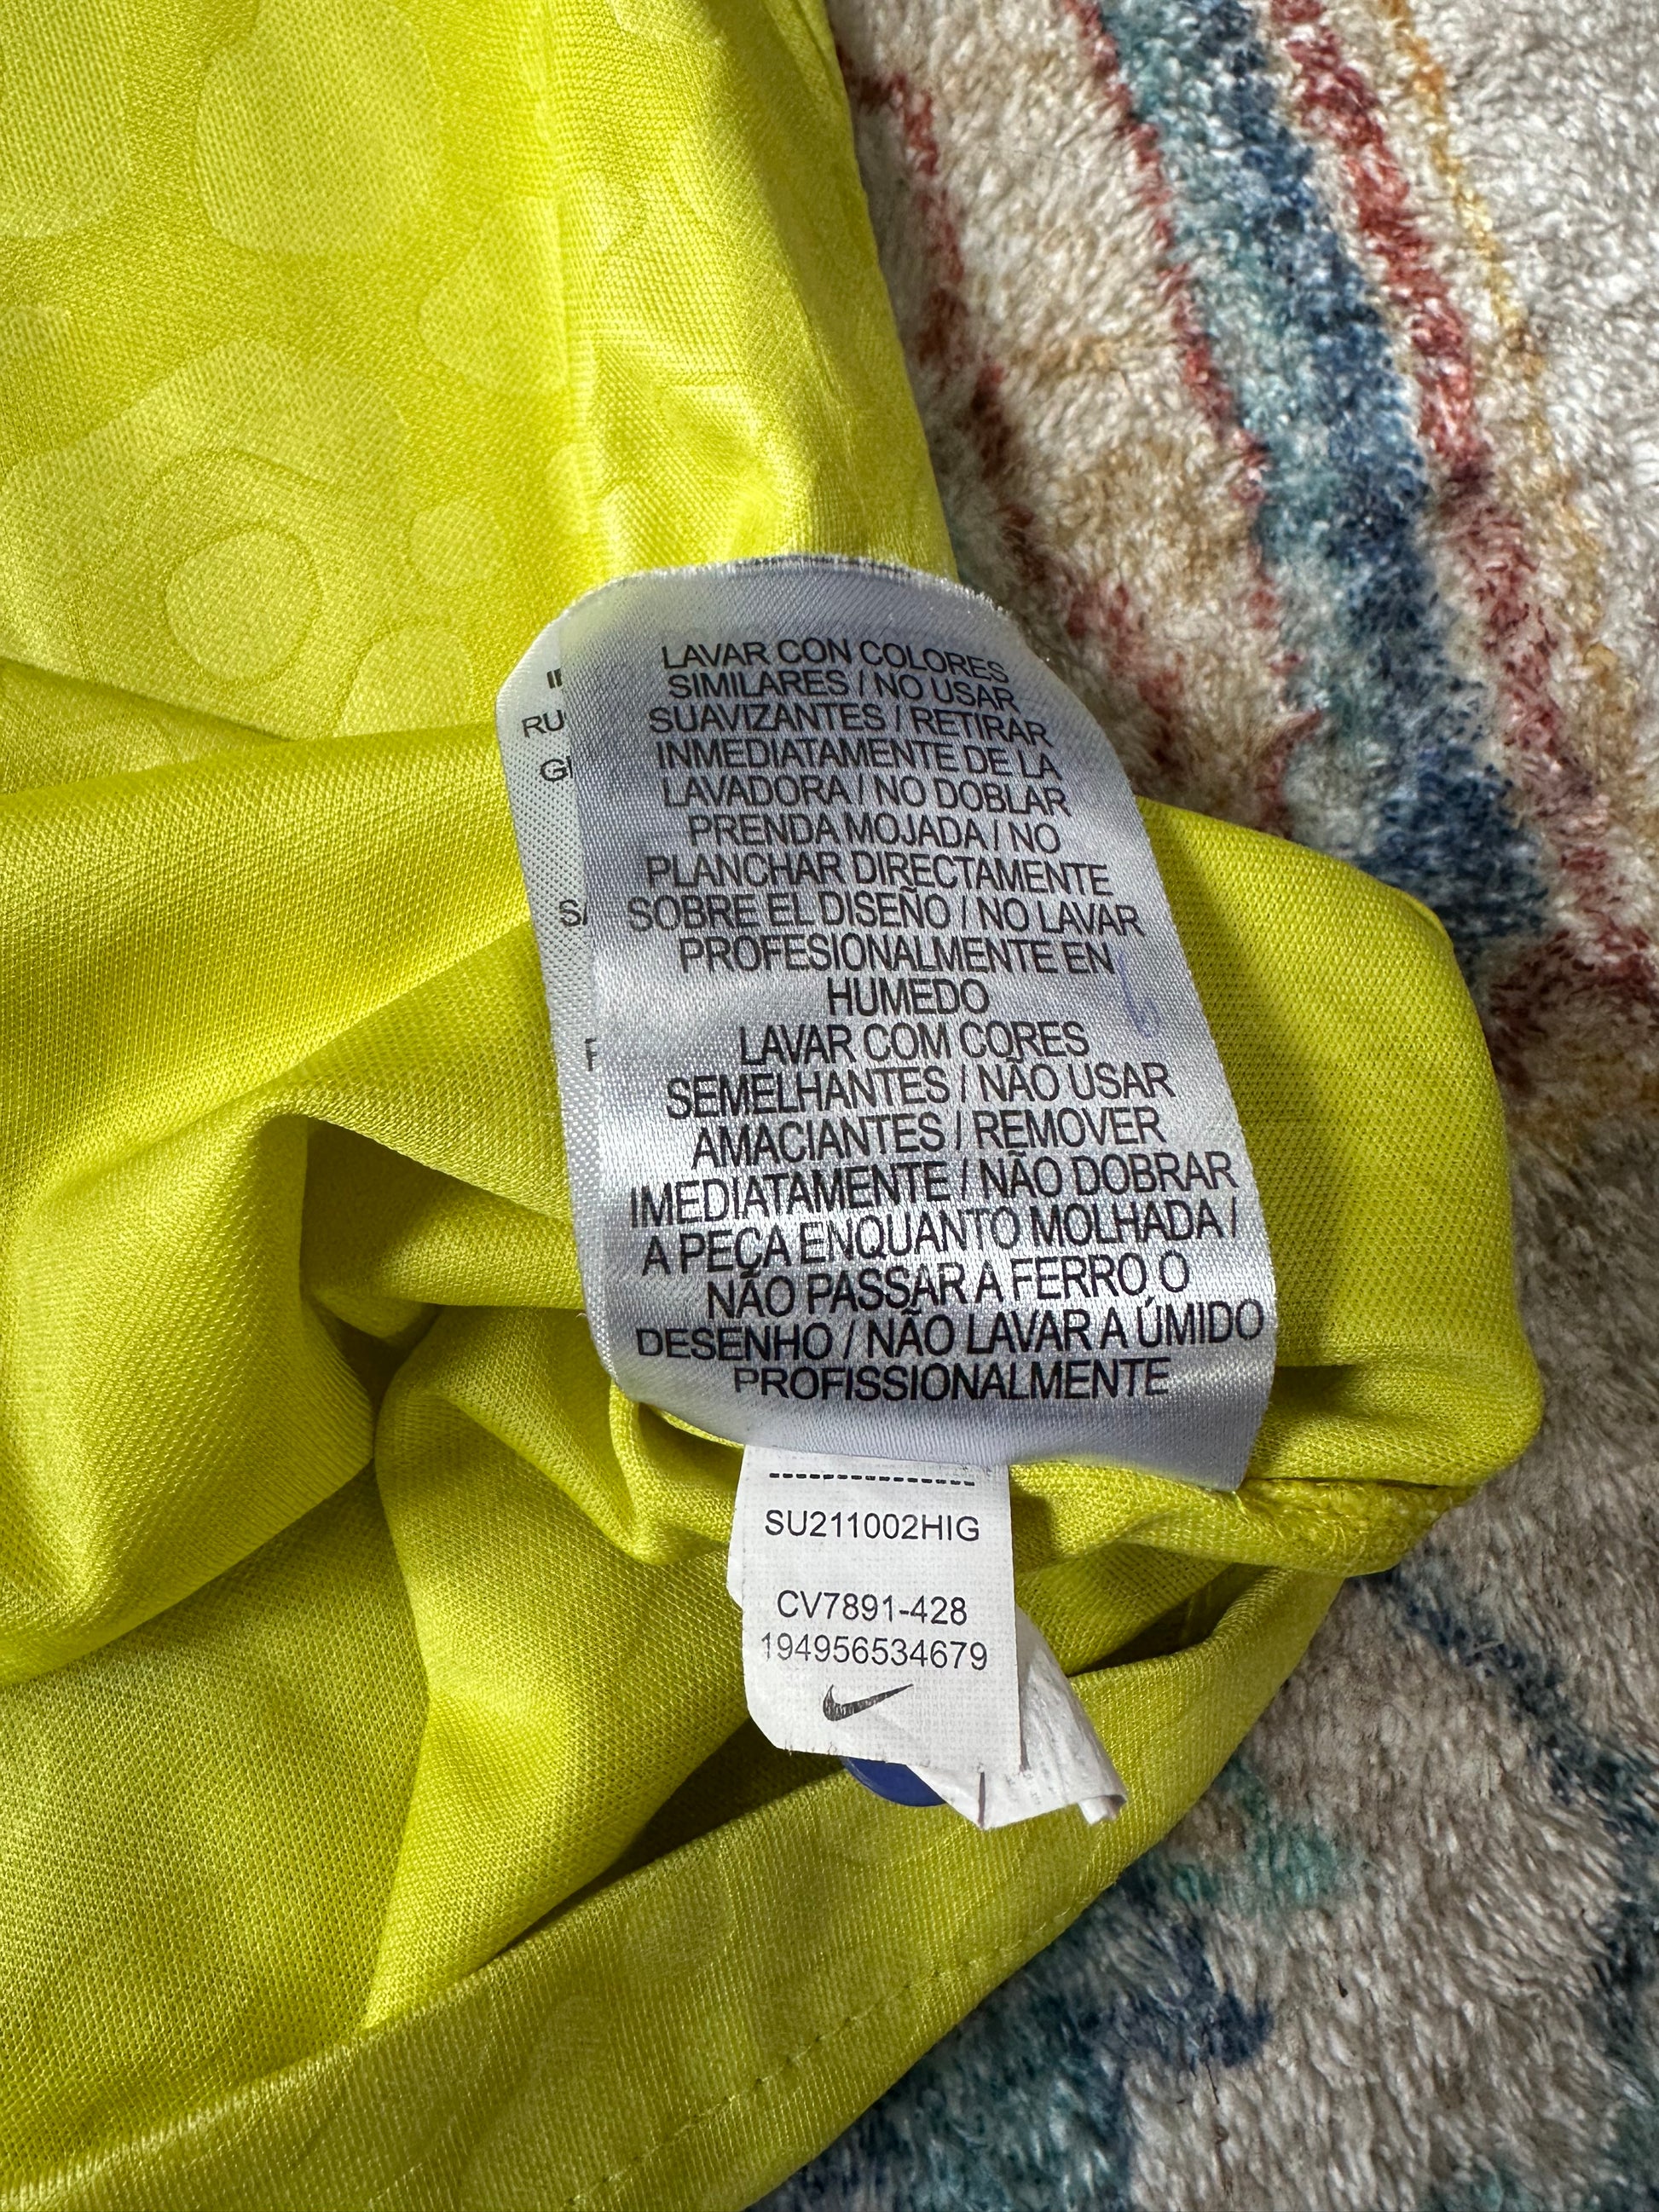 LAVAR CON COLORES
SIMILARES / NO USAR
SUAVIZANTES / RETIRAR
INMEDIATAMENTE DE LA
LAVADORA / NO DOBLAR
PRENDA MOJADA / NO
PLANCHAR DIRECTAMENTE
SOBRE EL DISEÑO / NO LAVAR
PROFESIONALMENTE EN
HUMEDO
LAVAR COM CORES
SEMELHANTES / NÃO USAR
AMACIANTES / REMOVER
IMEDIATAMENTE / NÃO DOBRAR
A PEÇA ENQUANTO MOLHADA /
NÃO PASSAR A FERRO O
DESENHO / NÃO LAVAR A ÚMIDO
PROFISSIONALMENTE
SU211002HIG
CV7891-428
194956534679